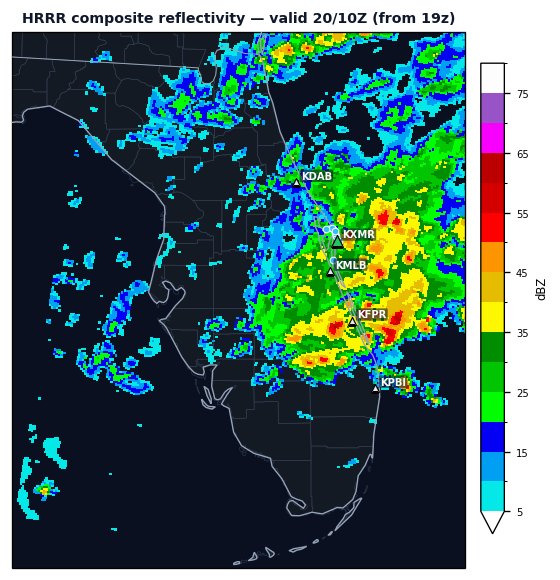 HRRR composite reflectivity — valid 20/10Z (from 19z)
KDAB
KXMR
KMLB
KFPR
KPBI
75
65
55
45
35
25
15
5
dBZ